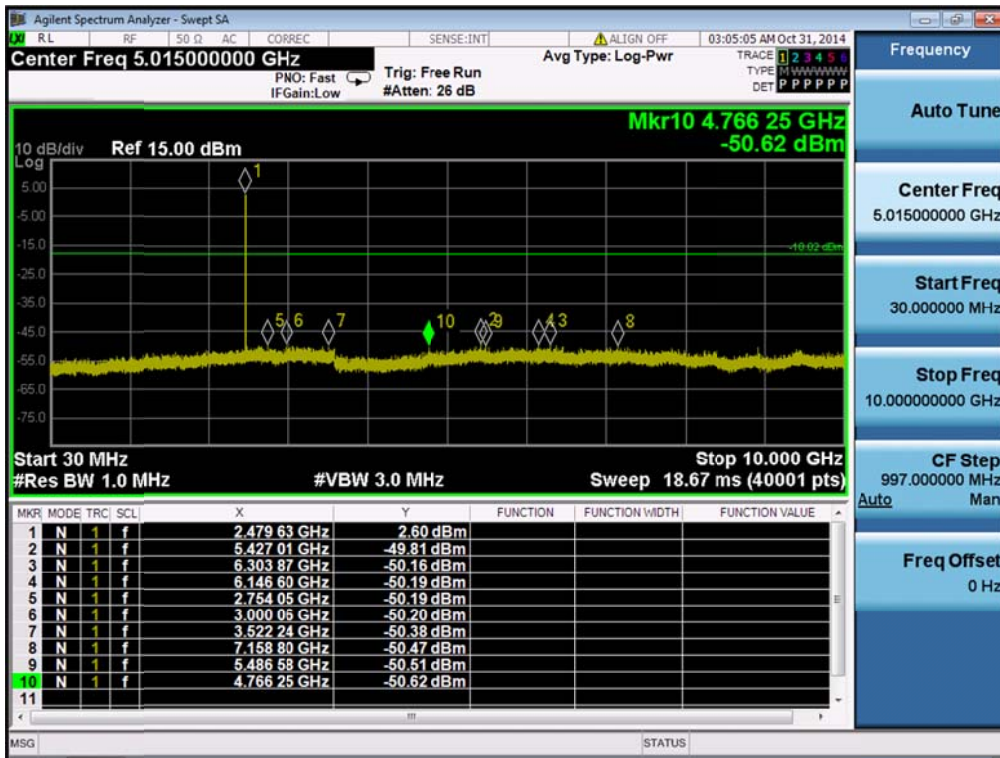 Agilent Spectrum Analyzer - Swept SA
LXI RL RF 50 Ω AC CORREC SENSE:INT ALIGN OFF 03:05:05 AM Oct 31, 2014
Center Freq 5.015000000 GHz
PNO: Fast
IFGain:Low
Trig: Free Run
#Atten: 26 dB
Avg Type: Log-Pwr
TRACE 1 2 3 4 5 6
TYPE M W W W W W
DET P P P P P P
Mkr10 4.766 25 GHz
-50.62 dBm
10 dB/div Ref 15.00 dBm
Log
5.00
-5.00
-15.0
-25.0
-35.0
-45.0
-55.0
-65.0
-75.0
1
5 6 7 10 2 9 4 3 8
Start 30 MHz
Stop 10.000 GHz
#Res BW 1.0 MHz #VBW 3.0 MHz Sweep 18.67 ms (40001 pts)
MKR MODE TRC SCL X Y FUNCTION FUNCTION WIDTH FUNCTION VALUE
1 N 1 f 2.479 63 GHz 2.60 dBm
2 N 1 f 5.427 01 GHz -49.81 dBm
3 N 1 f 6.303 87 GHz -50.16 dBm
4 N 1 f 6.146 60 GHz -50.19 dBm
5 N 1 f 2.754 05 GHz -50.19 dBm
6 N 1 f 3.000 06 GHz -50.20 dBm
7 N 1 f 3.522 24 GHz -50.38 dBm
8 N 1 f 7.158 80 GHz -50.47 dBm
9 N 1 f 5.486 58 GHz -50.51 dBm
10 N 1 f 4.766 25 GHz -50.62 dBm
11
MSG STATUS
Frequency
Auto Tune
Center Freq
5.015000000 GHz
Start Freq
30.000000 MHz
Stop Freq
10.000000000 GHz
CF Step
997.000000 MHz
Auto Man
Freq Offset
0 Hz